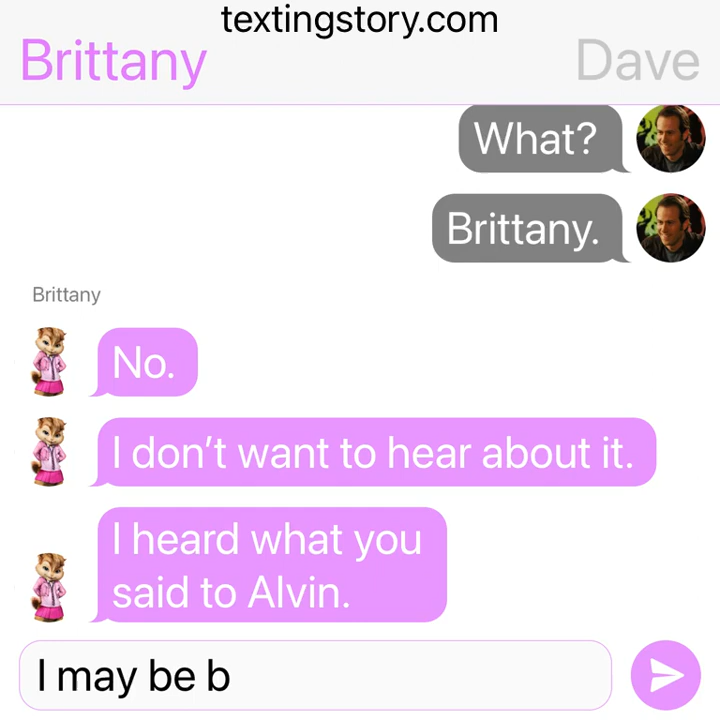 textingstory.com
Brittany
Dave
What?
Brittany.
Brittany
No.
I don’t want to hear about it.
I heard what you
said to Alvin.
I may be b